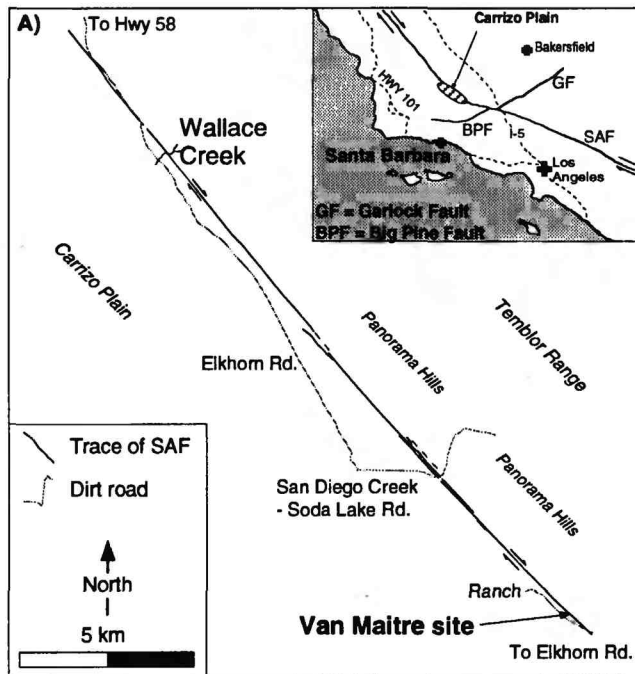 A)
To Hwy 58
Wallace
Creek
Carrizo Plain
Elkhorn Rd.
Panorama Hills
Temblor Range
San Diego Creek
- Soda Lake Rd.
Panorama Hills
Ranch
Van Maitre site
To Elkhorn Rd.
Trace of SAF
Dirt road
North
5 km
Carrizo Plain
Bakersfield
HWY 101
GF
BPF
I-5
SAF
Santa Barbara
Los
Angeles
GF = Garlock Fault
BPF = Big Pine Fault